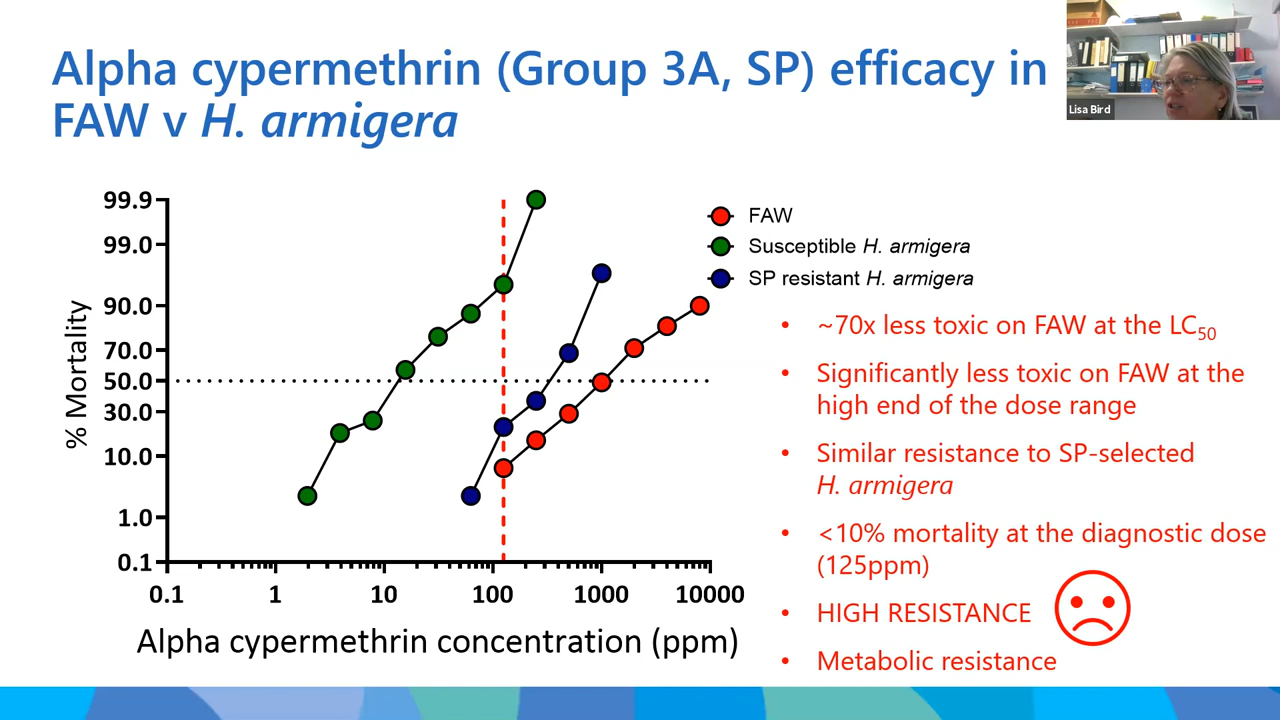 Alpha cypermethrin (Group 3A, SP) efficacy in
FAW v H. armigera
Lisa Bird
99.9
99.0
90.0
70.0
50.0
30.0
10.0
1.0
0.1
% Mortality
0.1 1 10 100 1000 10000
Alpha cypermethrin concentration (ppm)
FAW
Susceptible H. armigera
SP resistant H. armigera
• ~70x less toxic on FAW at the LC50
• Significantly less toxic on FAW at the
high end of the dose range
• Similar resistance to SP-selected
H. armigera
• <10% mortality at the diagnostic dose
(125ppm)
• HIGH RESISTANCE
• Metabolic resistance